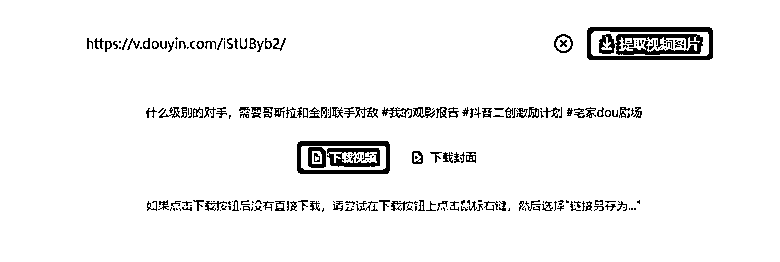 https://v.douyin.com/iStUByb2/ 提取视频图片
什么级别的对手，需要哥斯拉和金刚联手对敌 #我的观影报告 #抖音二创激励计划 #宅家dou剧场
下载视频 下载封面
如果点击下载按钮后没有直接下载，请尝试在下载按钮上点击鼠标右键，然后选择“链接另存为...”